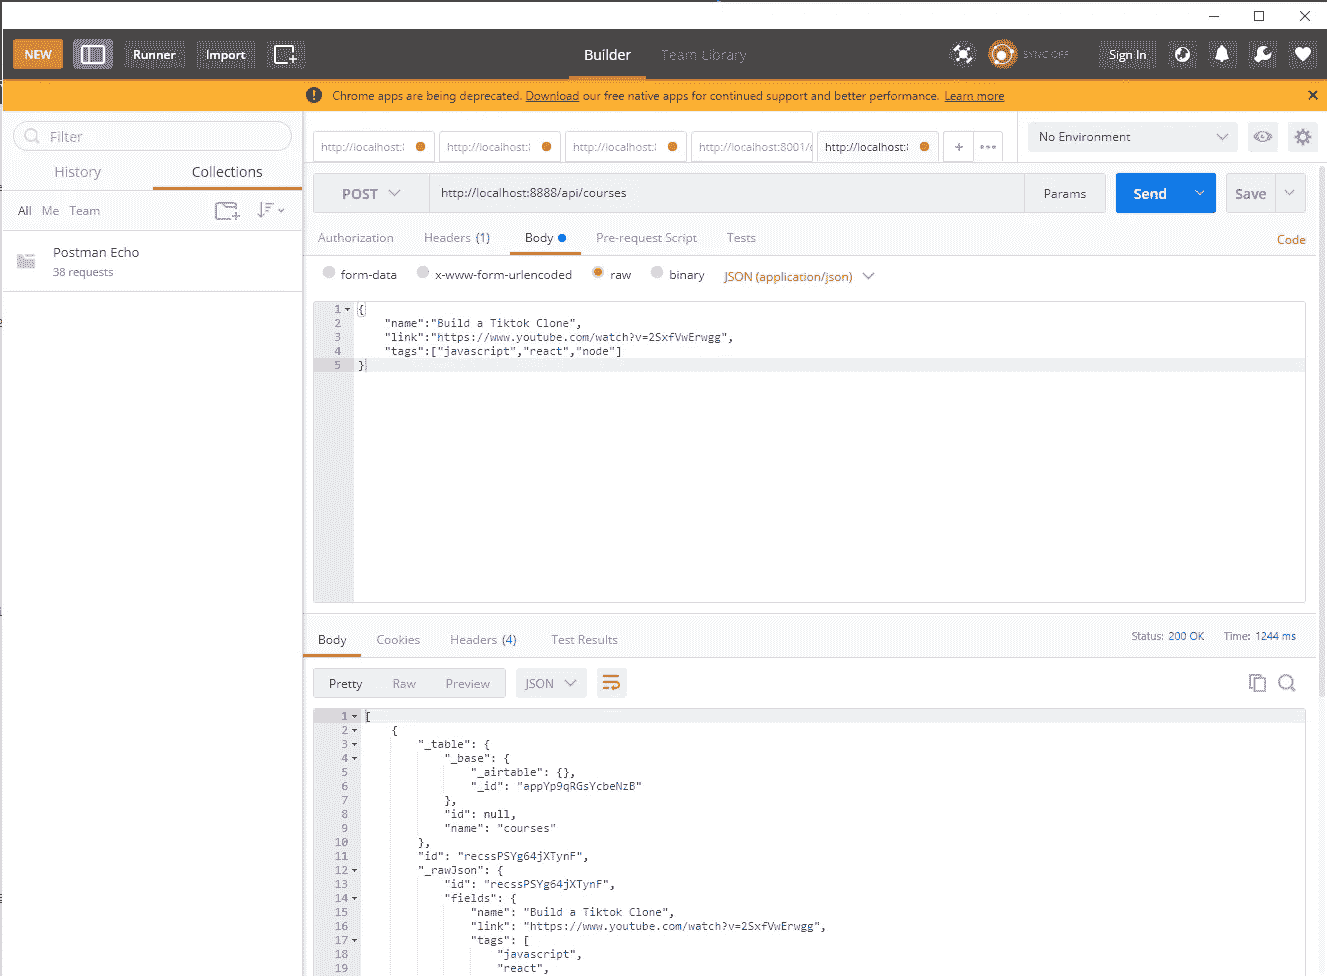 NEW Runner Import Builder Team Library SYNC OFF Sign In
Chrome apps are being deprecated. Download our free native apps for continued support and better performance. Learn more
Filter
History Collections
All Me Team
Postman Echo
38 requests
http://localhost: http://localhost: http://localhost: http://localhost:8001/ http://localhost: + No Environment
POST http://localhost:8888/api/courses Params Send Save
Authorization Headers (1) Body Pre-request Script Tests Code
form-data x-www-form-urlencoded raw binary JSON (application/json)
1 {
2 "name":"Build a Tiktok Clone",
3 "link":"https://www.youtube.com/watch?v=2SxfVwErwgg",
4 "tags":["javascript","react","node"]
5 }
Body Cookies Headers (4) Test Results Status: 200 OK Time: 1244 ms
Pretty Raw Preview JSON
1 [
2 {
3 "_table": {
4 "_base": {
5 "_airtable": {},
6 "_id": "appYp9qRGsYcbeNzB"
7 },
8 "id": null,
9 "name": "courses"
10 },
11 "id": "recssPSYg64jXTynF",
12 "_rawJson": {
13 "id": "recssPSYg64jXTynF",
14 "fields": {
15 "name": "Build a Tiktok Clone",
16 "link": "https://www.youtube.com/watch?v=2SxfVwErwgg",
17 "tags": [
18 "javascript",
19 "react",